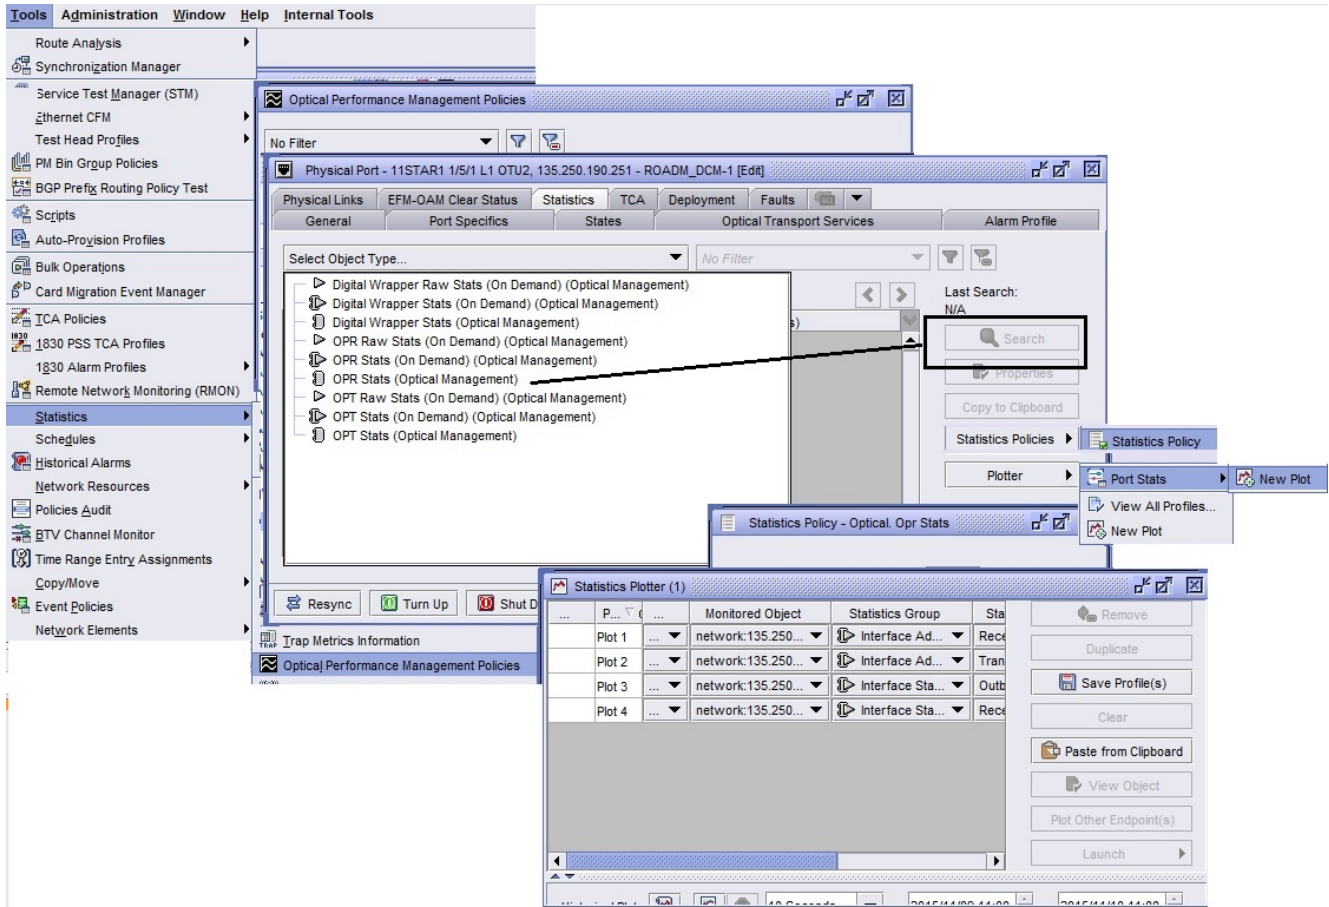 Tools Administration Window Help Internal Tools
Route Analysis
Synchronization Manager
Service Test Manager (STM)
Ethernet CFM
Test Head Profiles
PM Bin Group Policies
BGP Prefix Routing Policy Test
Scripts
Auto-Provision Profiles
Bulk Operations
Card Migration Event Manager
TCA Policies
1830 PSS TCA Profiles
1830 Alarm Profiles
Remote Network Monitoring (RMON)
Statistics
Schedules
Historical Alarms
Network Resources
Policies Audit
BTV Channel Monitor
Time Range Entry Assignments
Copy/Move
Event Policies
Network Elements
Optical Performance Management Policies
No Filter
Physical Port - 11STAR1 1/5/1 L1 OTU2, 135.250.190.251 - ROADM_DCM-1 [Edit]
Physical Links EFM-OAM Clear Status Statistics TCA Deployment Faults
General Port Specifics States Optical Transport Services Alarm Profile
Select Object Type... No Filter
Digital Wrapper Raw Stats (On Demand) (Optical Management)
Digital Wrapper Stats (On Demand) (Optical Management)
Digital Wrapper Stats (Optical Management)
OPR Raw Stats (On Demand) (Optical Management)
OPR Stats (On Demand) (Optical Management)
OPR Stats (Optical Management)
OPT Raw Stats (On Demand) (Optical Management)
OPT Stats (On Demand) (Optical Management)
OPT Stats (Optical Management)
Last Search:
N/A
Search
Properties
Copy to Clipboard
Statistics Policies
Statistics Policy
Plotter
Port Stats
New Plot
View All Profiles...
New Plot
Resync Turn Up Shut D
Trap Metrics Information
Optical Performance Management Policies
Statistics Policy - Optical. Opr Stats
Statistics Plotter (1)
... P... ... Monitored Object Statistics Group Sta
Plot 1 ... network:135.250... Interface Ad... Rece
Plot 2 ... network:135.250... Interface Ad... Tran
Plot 3 ... network:135.250... Interface Sta... Outb
Plot 4 ... network:135.250... Interface Sta... Rece
Remove
Duplicate
Save Profile(s)
Clear
Paste from Clipboard
View Object
Plot Other Endpoint(s)
Launch